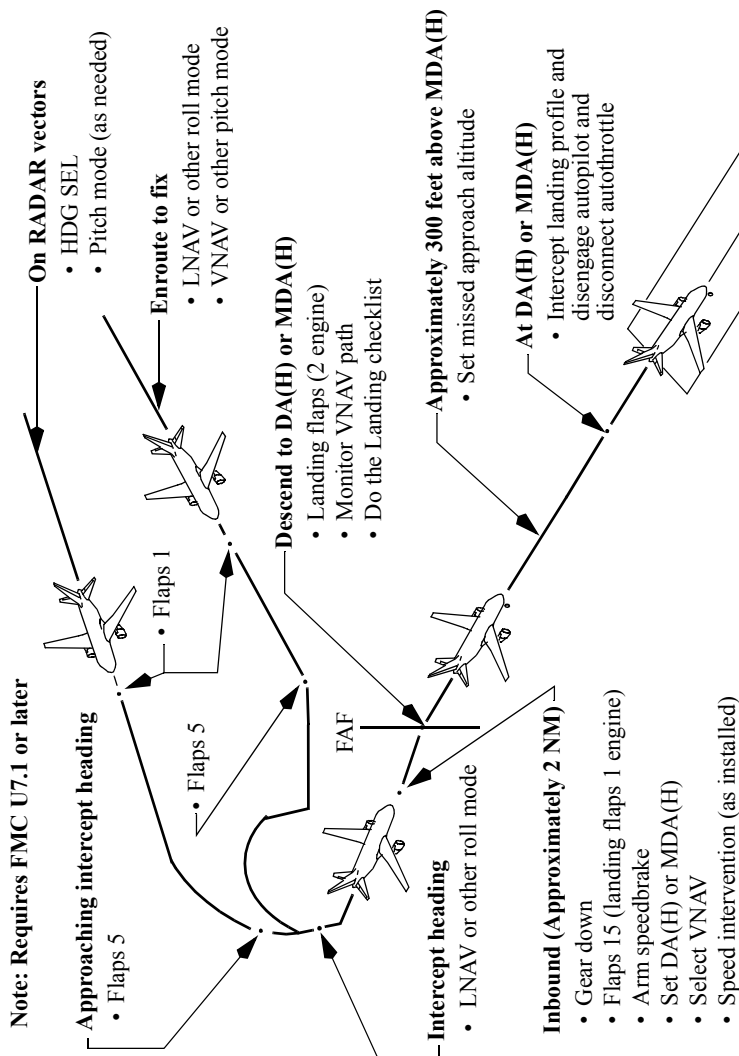 Note: Requires FMC U7.1 or later
On RADAR vectors
• HDG SEL
• Pitch mode (as needed)
Enroute to fix
• LNAV or other roll mode
• VNAV or other pitch mode
• Flaps 1
Approaching intercept heading
• Flaps 5
• Flaps 5
Intercept heading
• LNAV or other roll mode
FAF
Descend to DA(H) or MDA(H)
• Landing flaps (2 engine)
• Monitor VNAV path
• Do the Landing checklist
Inbound (Approximately 2 NM)
• Gear down
• Flaps 15 (landing flaps 1 engine)
• Arm speedbrake
• Set DA(H) or MDA(H)
• Select VNAV
• Speed intervention (as installed)
Approximately 300 feet above MDA(H)
• Set missed approach altitude
At DA(H) or MDA(H)
• Intercept landing profile and
disengage autopilot and
disconnect autothrottle